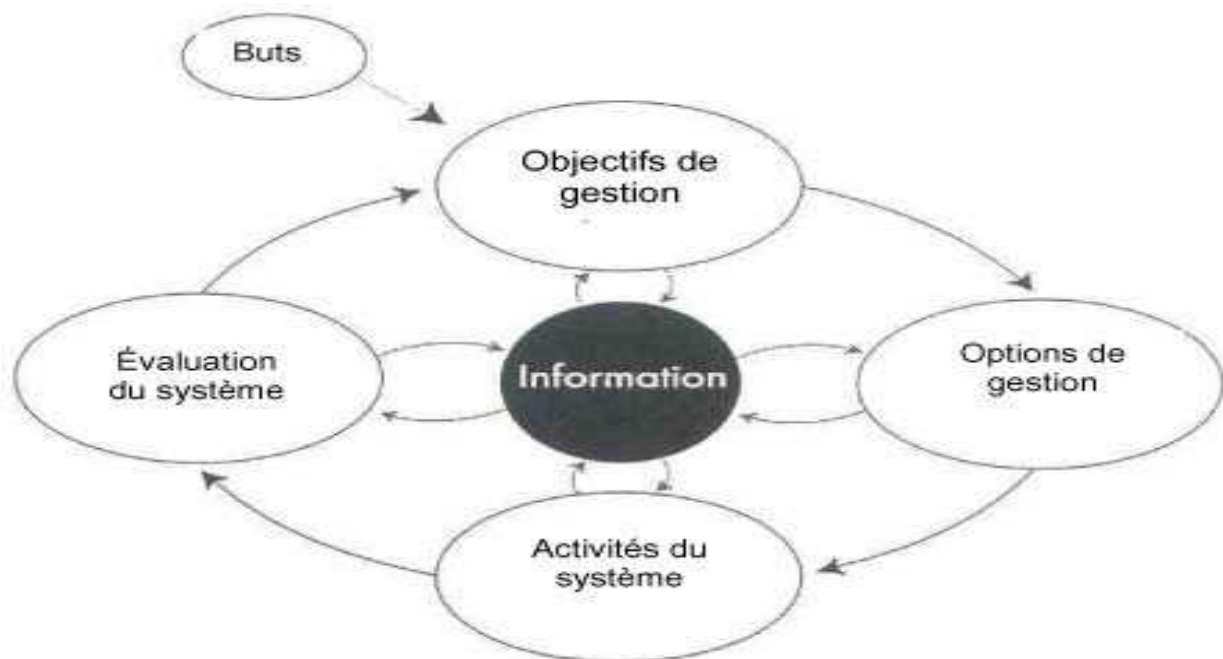 Buts
Objectifs de
gestion
Évaluation
du système
Information
Options de
gestion
Activités du
système